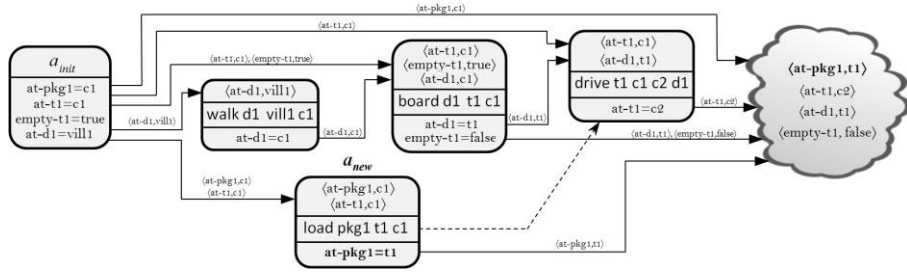 ⟨at-pkg1,c1⟩
⟨at-t1,c1⟩
a_init
at-pkg1=c1
at-t1=c1
empty-t1=true
at-d1=vill1
⟨at-t1,c1⟩,⟨empty-t1,true⟩
⟨at-d1,vill1⟩
⟨at-d1,vill1⟩
walk d1 vill1 c1
at-d1=c1
⟨at-d1,c1⟩
⟨at-t1,c1⟩
⟨empty-t1,true⟩
⟨at-d1,c1⟩
board d1 t1 c1
at-d1=t1
empty-t1=false
⟨at-d1,t1⟩
⟨at-t1,c1⟩
⟨at-d1,t1⟩
drive t1 c1 c2 d1
at-t1=c2
⟨at-t1,c2⟩
⟨at-d1,t1⟩,⟨empty-t1,false⟩
⟨at-pkg1,t1⟩
⟨at-t1,c2⟩
⟨at-d1,t1⟩
⟨empty-t1, false⟩
⟨at-pkg1,c1⟩
⟨at-t1,c1⟩
a_new
⟨at-pkg1,c1⟩
⟨at-t1,c1⟩
load pkg1 t1 c1
at-pkg1=t1
⟨at-pkg1,t1⟩